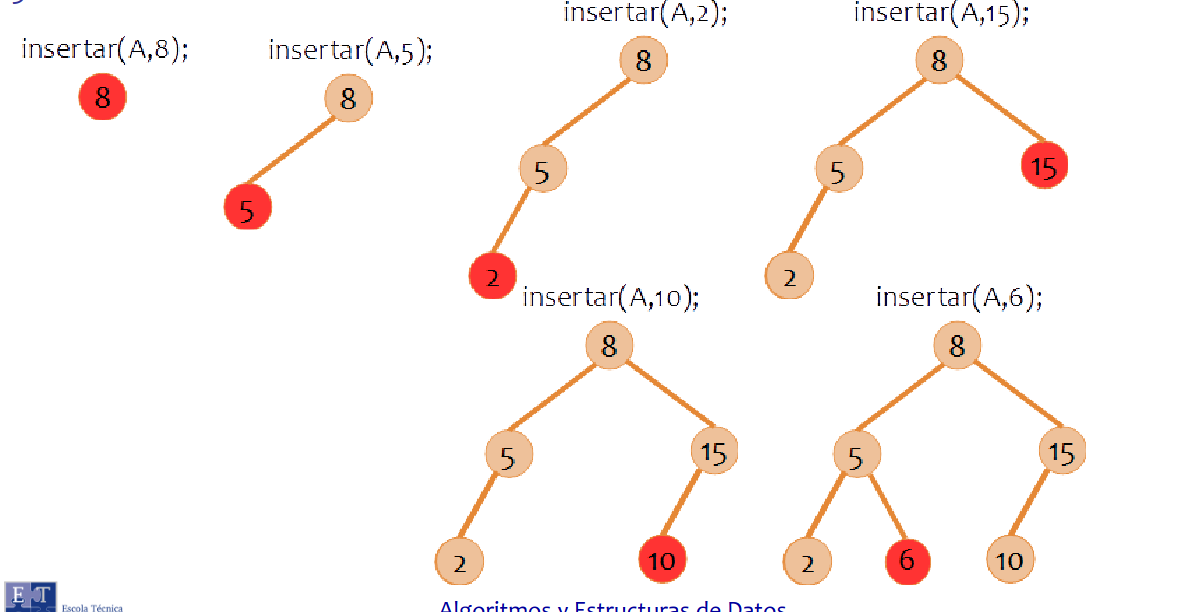 insertar(A,8);
8
insertar(A,5);
8
5
insertar(A,2);
8
5
2
insertar(A,15);
8
5
15
2
insertar(A,10);
8
5
15
2
10
insertar(A,6);
8
5
15
2
6
10
E T
Escola Técnica
Algoritmos y Estructuras de Datos